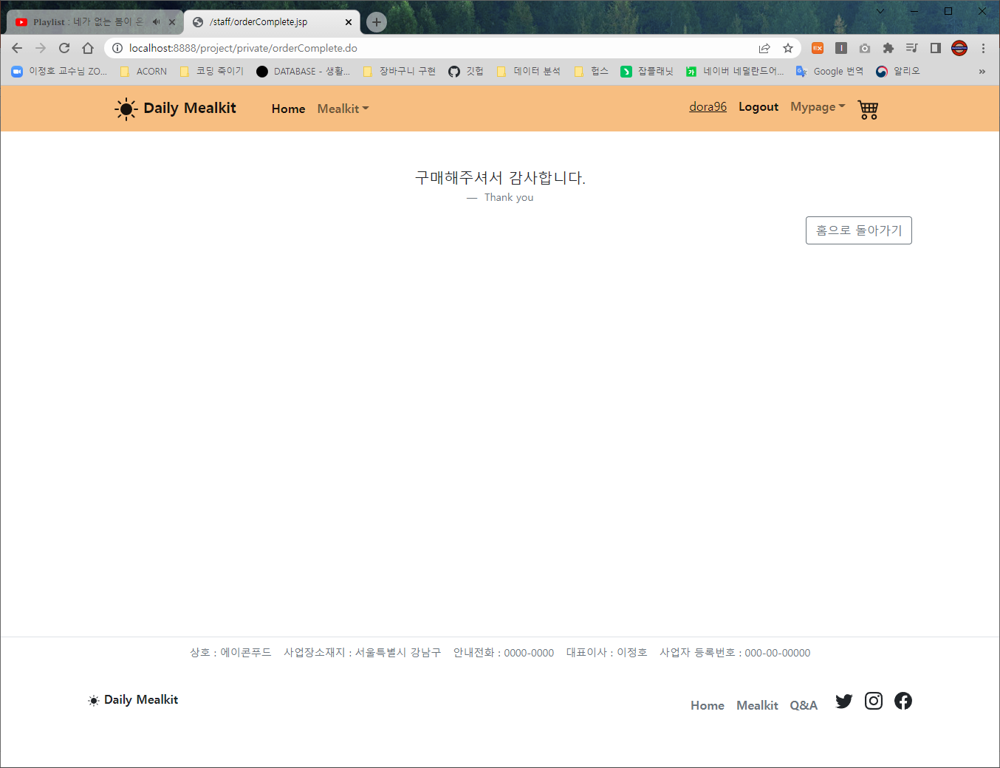 Playlist : 네가 없는 봄이 온
/staff/orderComplete.jsp
localhost:8888/project/private/orderComplete.do
이정호 교수님 ZO...
ACORN
코딩 죽이기
DATABASE - 생활...
장바구니 구현
깃헙
데이터 분석
헙스
잡플래닛
네이버 네덜란드어...
Google 번역
알리오
»
Daily Mealkit
Home
Mealkit
dora96
Logout
Mypage
구매해주셔서 감사합니다.
— Thank you
홈으로 돌아가기
상호 : 에이콘푸드 사업장소재지 : 서울특별시 강남구 안내전화 : 0000-0000 대표이사 : 이정호 사업자 등록번호 : 000-00-00000
Daily Mealkit
Home
Mealkit
Q&A